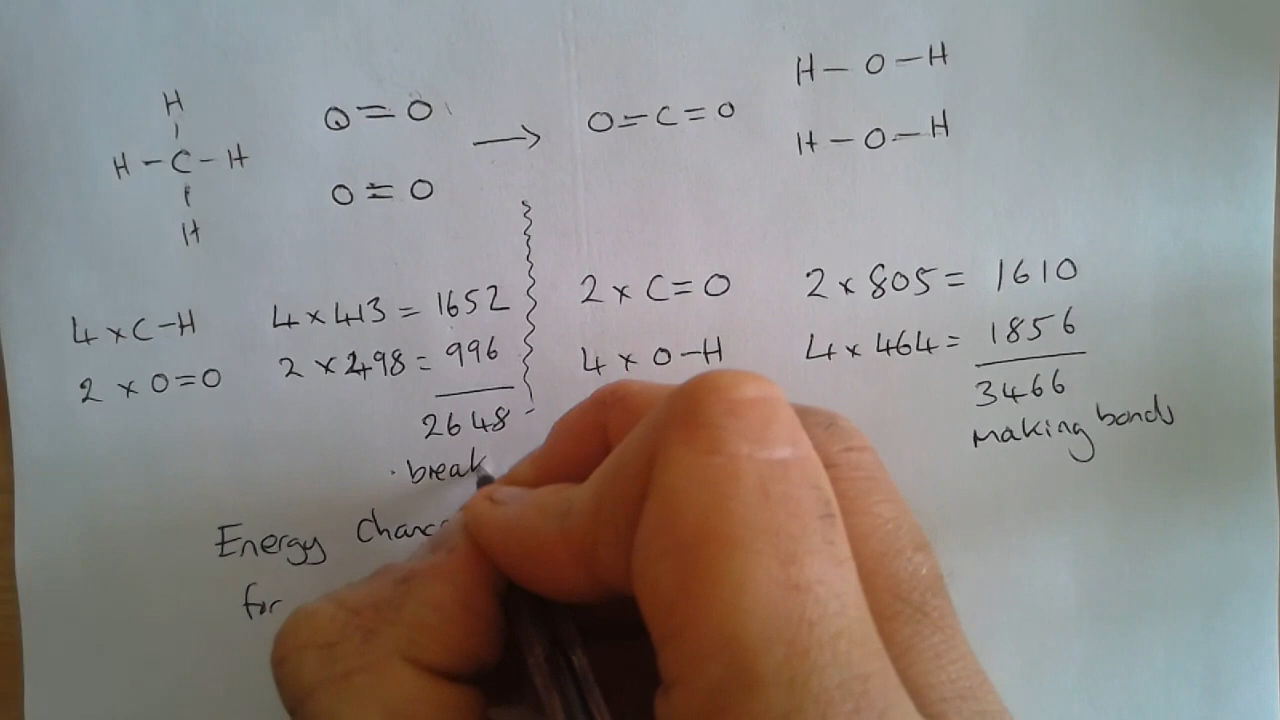 H
H – C – H
H
O = O
O = O
→
O = C = O
H – O – H
H – O – H
4 × C – H
2 × O = O
4 × 413 = 1652
2 × 498 = 996
2648
break
2 × C = O
4 × O – H
2 × 805 = 1610
4 × 464 = 1856
3466
Making bonds
Energy
for